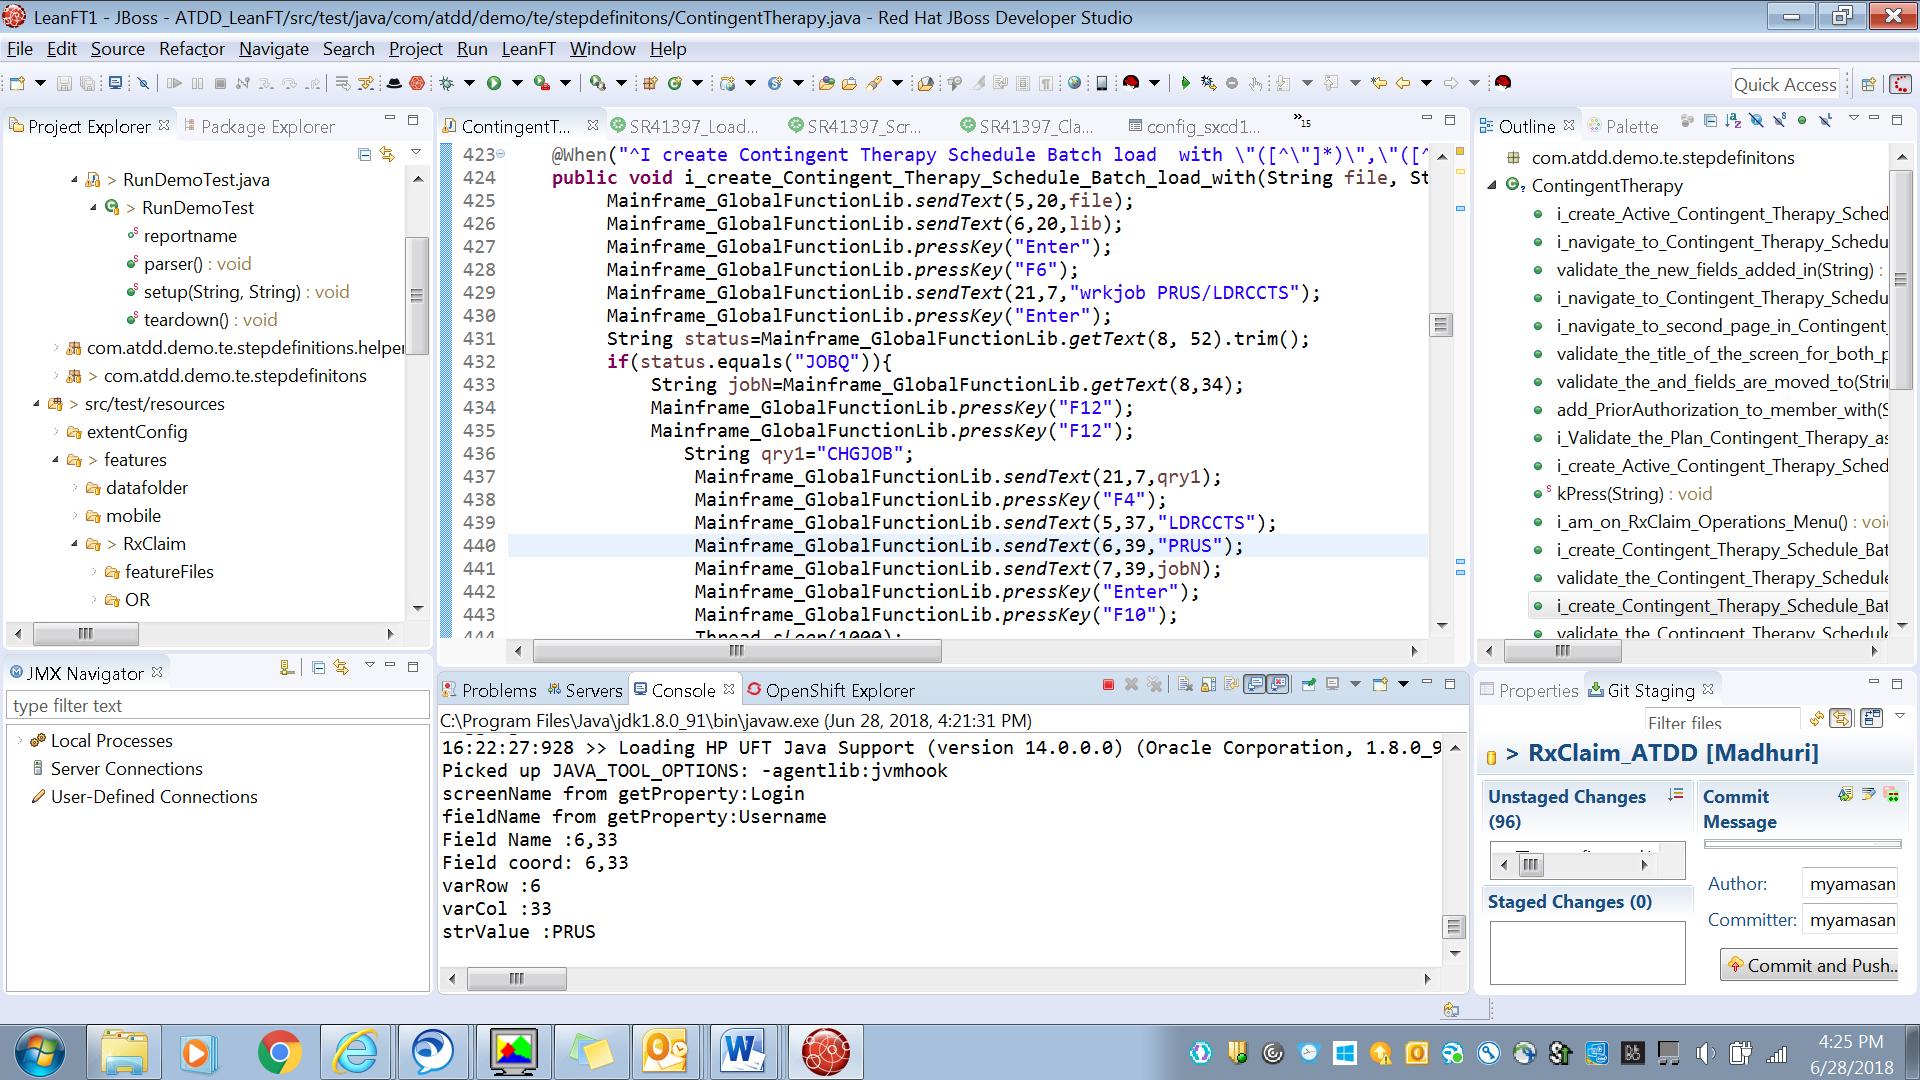 LeanFT1 - JBoss - ATDD_LeanFT/src/test/java/com/atdd/demo/te/stepdefinitons/ContingentTherapy.java - Red Hat JBoss Developer Studio
File Edit Source Refactor Navigate Search Project Run LeanFT Window Help
Quick Access
Project Explorer Package Explorer
> RunDemoTest.java
> RunDemoTest
reportname
parser() : void
setup(String, String) : void
teardown() : void
com.atdd.demo.te.stepdefinitions.helper
> com.atdd.demo.te.stepdefinitons
> src/test/resources
extentConfig
> features
datafolder
mobile
> RxClaim
featureFiles
OR
JMX Navigator
type filter text
Local Processes
Server Connections
User-Defined Connections
ContingentT... SR41397_Load... SR41397_Scr... SR41397_Cla... config_sxcd1... »15
423 @When("^I create Contingent Therapy Schedule Batch load  with \"([^\"]*)\",\"([^
424 public void i_create_Contingent_Therapy_Schedule_Batch_load_with(String file, St
425 Mainframe_GlobalFunctionLib.sendText(5,20,file);
426 Mainframe_GlobalFunctionLib.sendText(6,20,lib);
427 Mainframe_GlobalFunctionLib.pressKey("Enter");
428 Mainframe_GlobalFunctionLib.pressKey("F6");
429 Mainframe_GlobalFunctionLib.sendText(21,7,"wrkjob PRUS/LDRCCTS");
430 Mainframe_GlobalFunctionLib.pressKey("Enter");
431 String status=Mainframe_GlobalFunctionLib.getText(8, 52).trim();
432 if(status.equals("JOBQ")){
433 String jobN=Mainframe_GlobalFunctionLib.getText(8,34);
434 Mainframe_GlobalFunctionLib.pressKey("F12");
435 Mainframe_GlobalFunctionLib.pressKey("F12");
436 String qry1="CHGJOB";
437 Mainframe_GlobalFunctionLib.sendText(21,7,qry1);
438 Mainframe_GlobalFunctionLib.pressKey("F4");
439 Mainframe_GlobalFunctionLib.sendText(5,37,"LDRCCTS");
440 Mainframe_GlobalFunctionLib.sendText(6,39,"PRUS");
441 Mainframe_GlobalFunctionLib.sendText(7,39,jobN);
442 Mainframe_GlobalFunctionLib.pressKey("Enter");
443 Mainframe_GlobalFunctionLib.pressKey("F10");
444 Thread.sleep(1000);
Problems Servers Console OpenShift Explorer
C:\Program Files\Java\jdk1.8.0_91\bin\javaw.exe (Jun 28, 2018, 4:21:31 PM)
16:22:27:928 >> Loading HP UFT Java Support (version 14.0.0.0) (Oracle Corporation, 1.8.0_9
Picked up JAVA_TOOL_OPTIONS: -agentlib:jvmhook
screenName from getProperty:Login
fieldName from getProperty:Username
Field Name :6,33
Field coord: 6,33
varRow :6
varCol :33
strValue :PRUS
Outline Palette
com.atdd.demo.te.stepdefinitons
ContingentTherapy
i_create_Active_Contingent_Therapy_Sched
i_navigate_to_Contingent_Therapy_Schedu
validate_the_new_fields_added_in(String) :
i_navigate_to_Contingent_Therapy_Schedu
i_navigate_to_second_page_in_Contingent_
validate_the_title_of_the_screen_for_both_p
validate_the_and_fields_are_moved_to(Stri
add_PriorAuthorization_to_member_with(S
i_Validate_the_Plan_Contingent_Therapy_as
i_create_Active_Contingent_Therapy_Sched
kPress(String) : void
i_am_on_RxClaim_Operations_Menu() : voi
i_create_Contingent_Therapy_Schedule_Bat
validate_the_Contingent_Therapy_Schedule
i_create_Contingent_Therapy_Schedule_Bat
validate_the_Contingent_Therapy_Schedule
Properties Git Staging
Filter files
> RxClaim_ATDD [Madhuri]
Unstaged Changes (96)
Staged Changes (0)
Commit Message
Author: myamasan
Committer: myamasan
Commit and Push..
4:25 PM
6/28/2018